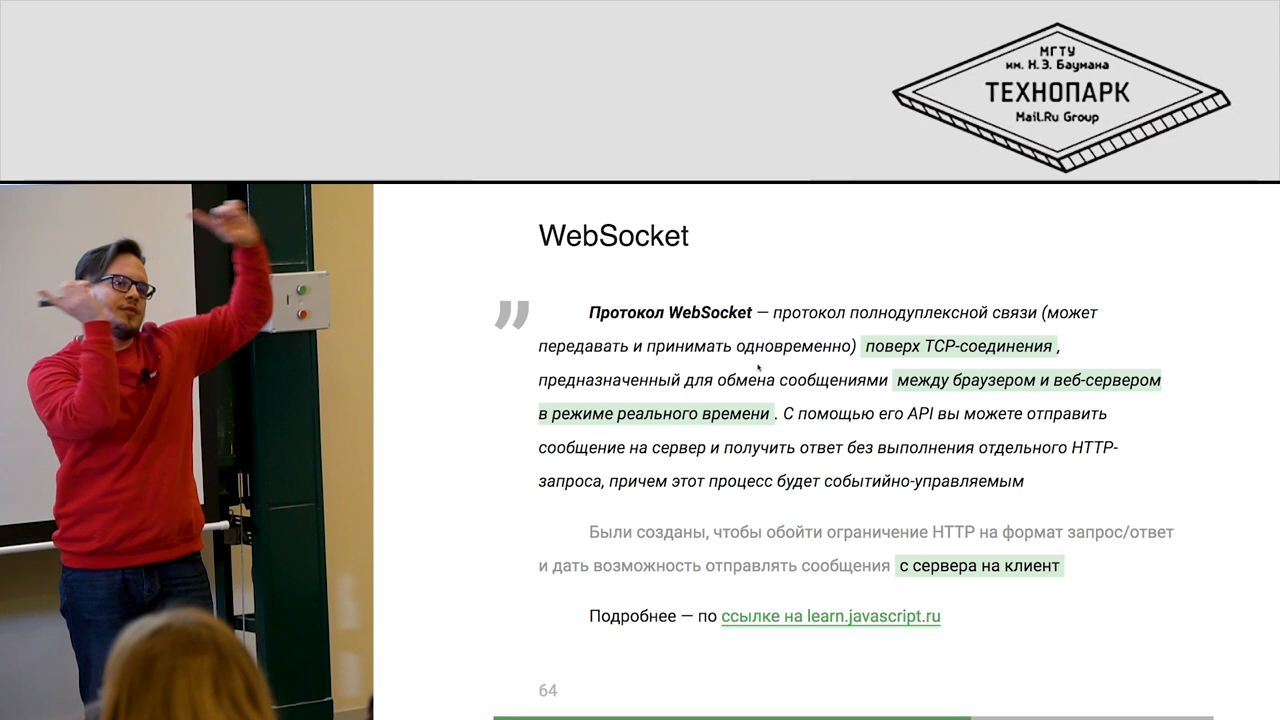 МГТУ
им. Н.Э. Баумана
ТЕХНОПАРК
Mail.Ru Group
WebSocket
” Протокол WebSocket — протокол полнодуплексной связи (может
передавать и принимать одновременно) поверх TCP-соединения ,
предназначенный для обмена сообщениями между браузером и веб-сервером
в режиме реального времени . С помощью его API вы можете отправить
сообщение на сервер и получить ответ без выполнения отдельного HTTP-
запроса, причем этот процесс будет событийно-управляемым
Были созданы, чтобы обойти ограничение HTTP на формат запрос/ответ
и дать возможность отправлять сообщения с сервера на клиент
Подробнее — по ссылке на learn.javascript.ru
64